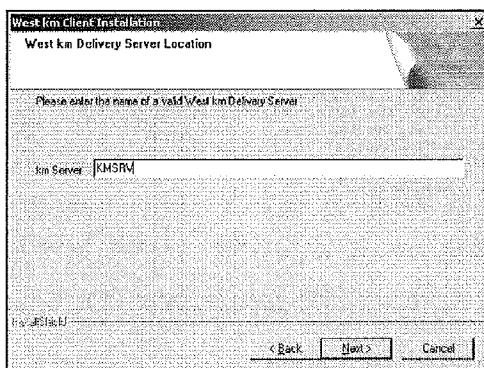 West km Client Installation
West km Delivery Server Location
Please enter the name of a valid West km Delivery Server
km Server KMSRV
InstallShield
< Back Next > Cancel